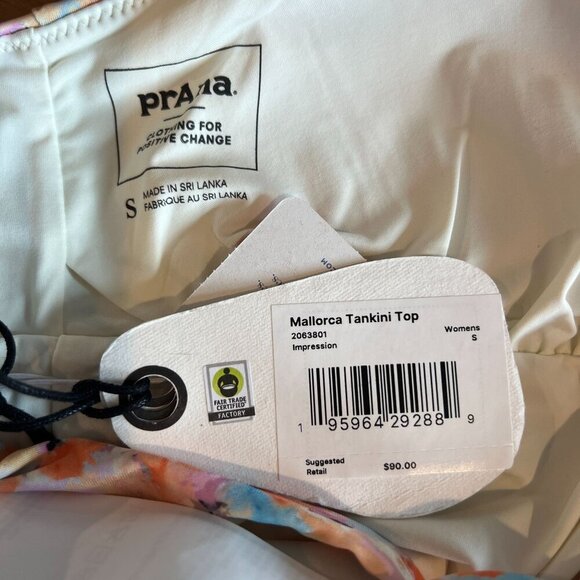 prAna.
CLOTHING FOR
POSITIVE CHANGE
S
MADE IN SRI LANKA
FABRIQUE AU SRI LANKA
Mallorca Tankini Top
2063801
Womens
Impression
S
1 95964 29288 9
Suggested
Retail
$90.00
FAIR TRADE
CERTIFIED
FACTORY